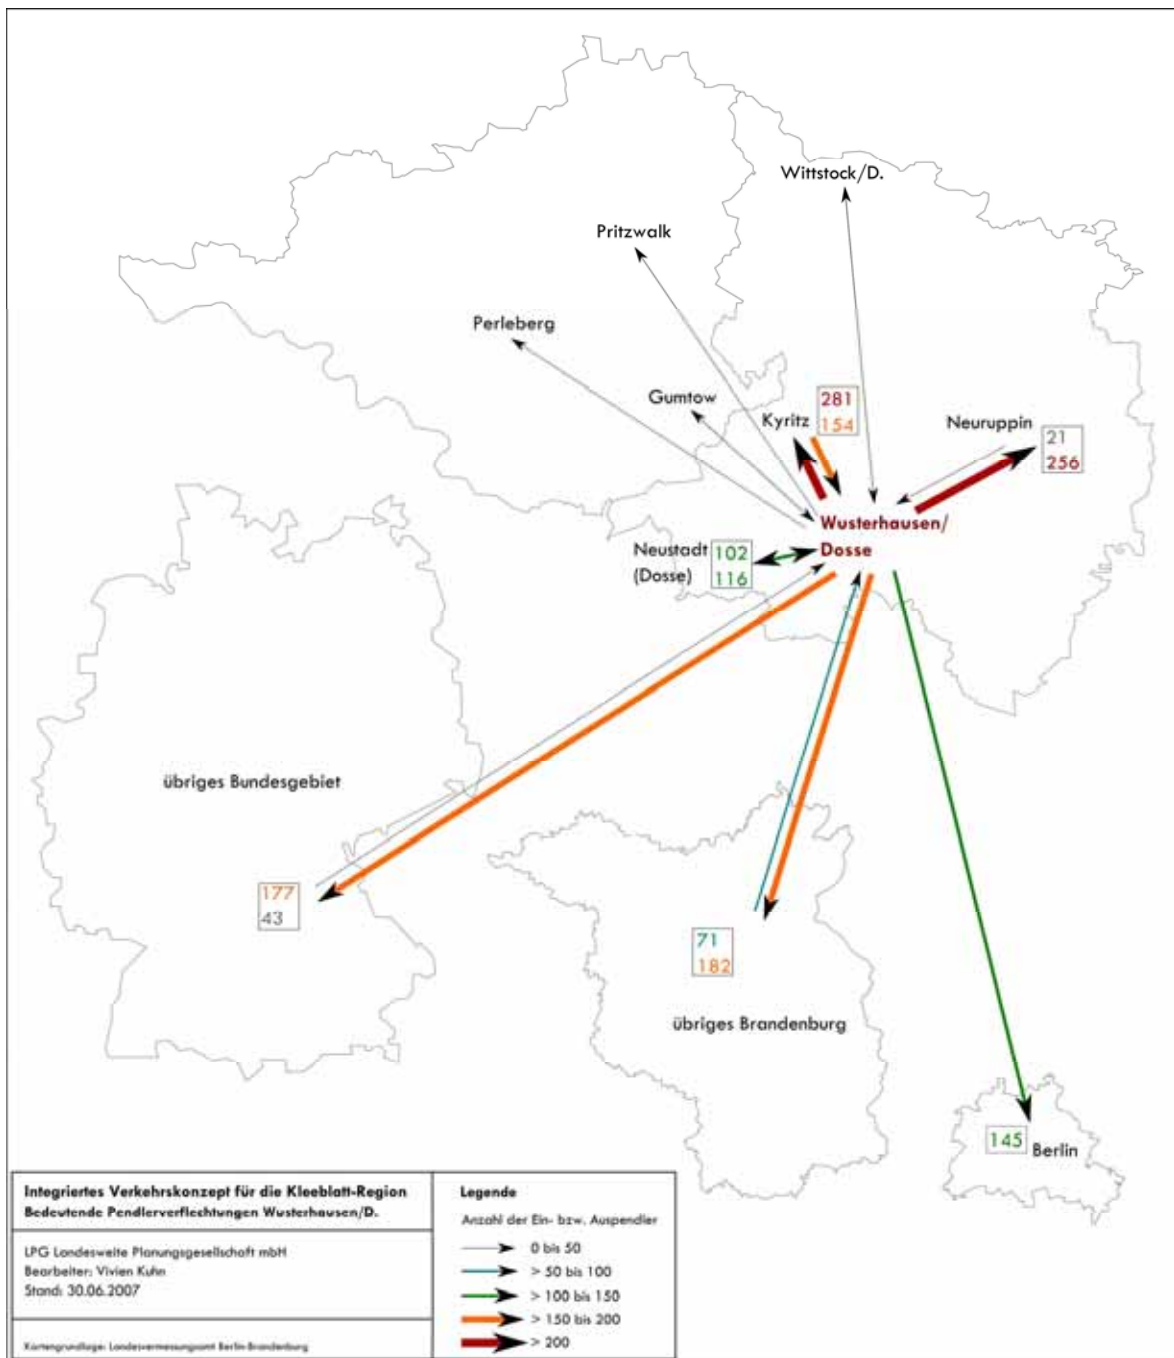 Wittstock/D.
Pritzwalk
Perleberg
Gumtow
Kyritz
281
154
Neuruppin
21
256
Wusterhausen/
Dosse
Neustadt
(Dosse)
102
116
übriges Bundesgebiet
177
43
71
182
übriges Brandenburg
145
Berlin
Integriertes Verkehrskonzept für die Kleeblatt-Region
Bedeutende Pendlerverflechtungen Wusterhausen/D.
LPG Landesweite Planungsgesellschaft mbH
Bearbeiter: Vivien Kuhn
Stand: 30.06.2007
Kartengrundlage: Landesvermessungsamt Berlin-Brandenburg
Legende
Anzahl der Ein- bzw. Auspendler
0 bis 50
> 50 bis 100
> 100 bis 150
> 150 bis 200
> 200